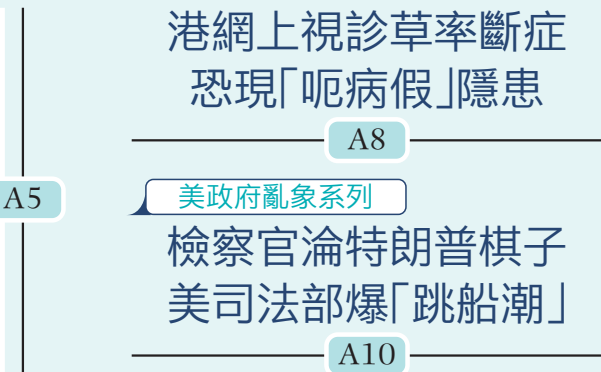 港網上視診草率斷症
恐現「呃病假」隱患
A8
A5
美政府亂象系列
檢察官淪特朗普棋子
美司法部爆「跳船潮」
A10